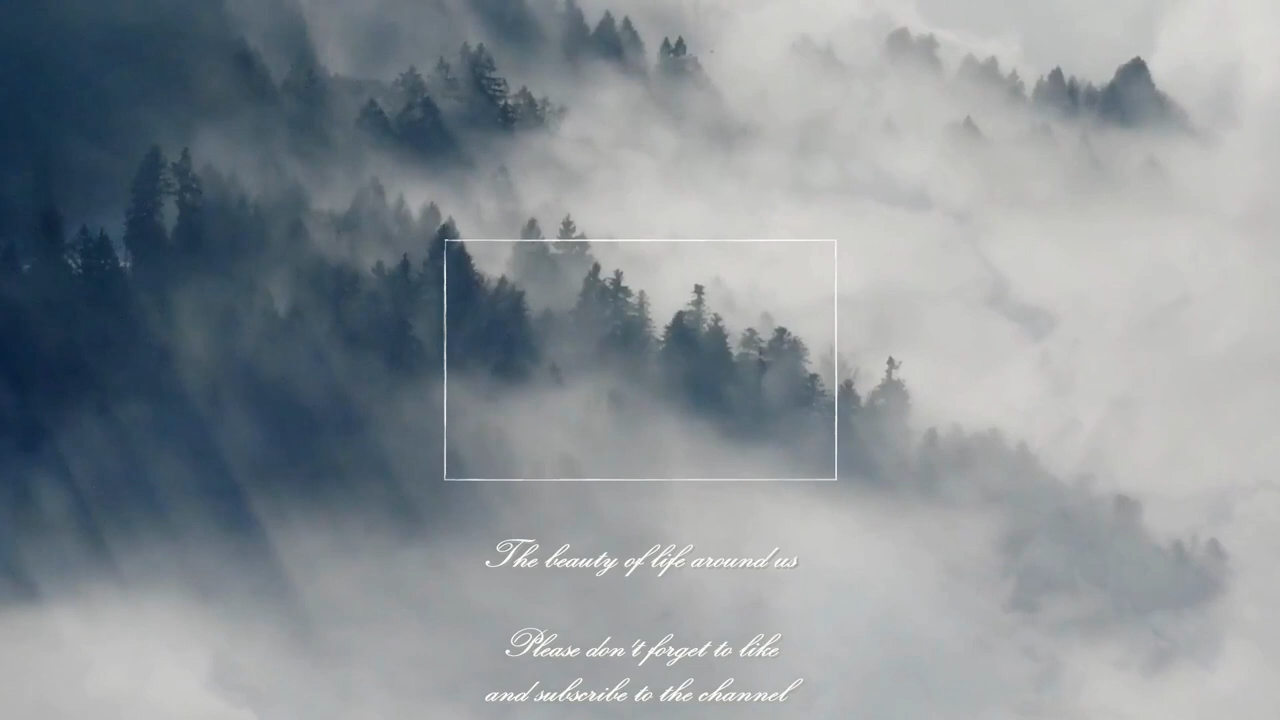 The beauty of life around us
Please don't forget to like
and subscribe to the channel